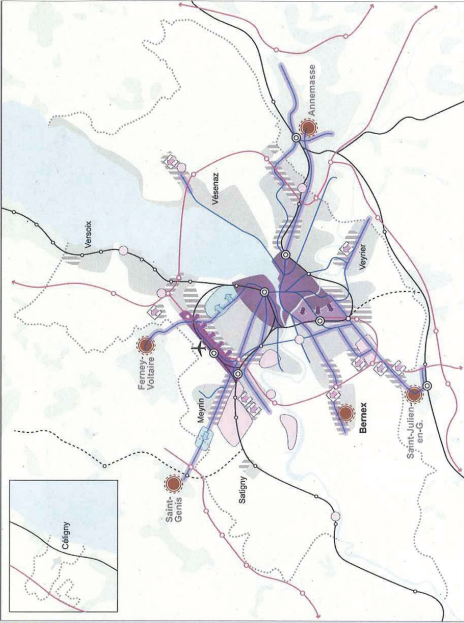 Céligny
Versoix
Ferney-
Voltaire
Saint-
Genis
Meyrin
Satigny
Vésenaz
Annemasse
Veyrier
Bernex
Saint-Julien-
en-G.